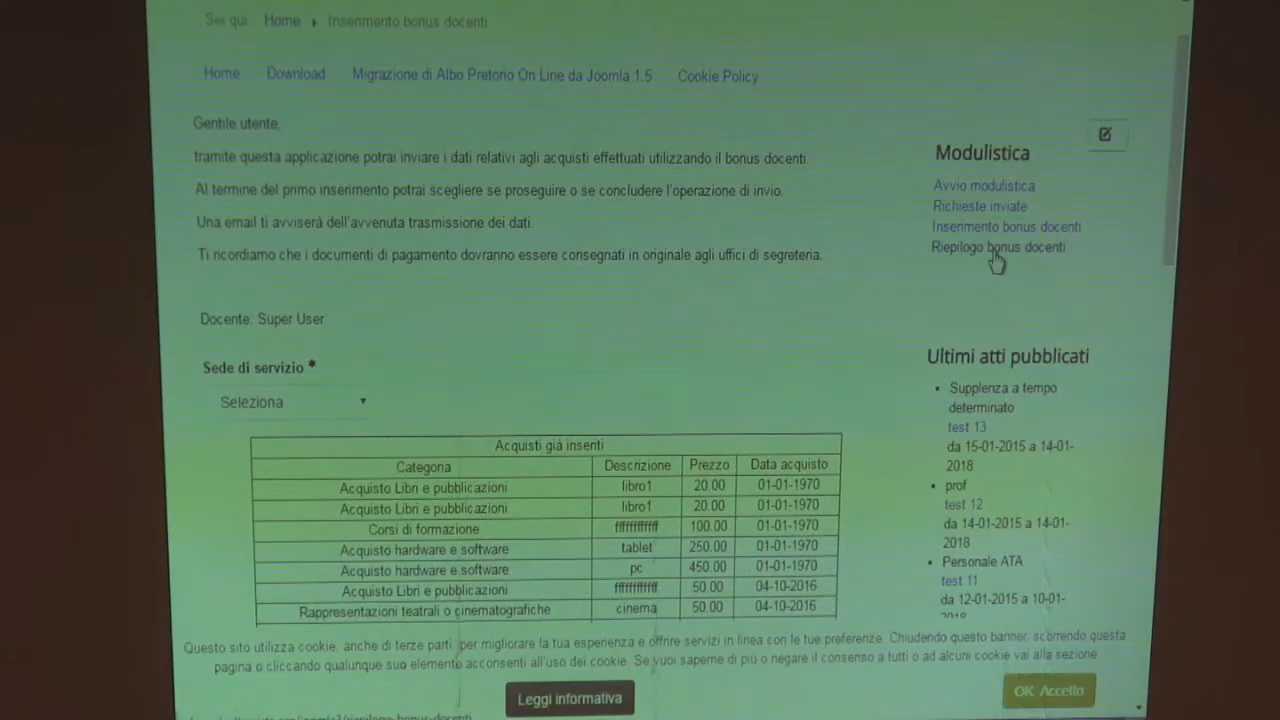 Sei qui: Home ▸ Inserimento bonus docenti
Home Download Migrazione di Albo Pretorio On Line da Joomla 1.5 Cookie Policy
Gentile utente,
tramite questa applicazione potrai inviare i dati relativi agli acquisti effettuati utilizzando il bonus docenti.
Al termine del primo inserimento potrai scegliere se proseguire o se concludere l'operazione di invio.
Una email ti avviserà dell'avvenuta trasmissione dei dati.
Ti ricordiamo che i documenti di pagamento dovranno essere consegnati in originale agli uffici di segreteria.
Docente: Super User
Sede di servizio *
Seleziona
Acquisti già inseriti
Categoria Descrizione Prezzo Data acquisto
Acquisto Libri e pubblicazioni libro1 20.00 01-01-1970
Acquisto Libri e pubblicazioni libro1 20.00 01-01-1970
Corsi di formazione 100.00 01-01-1970
Acquisto hardware e software tablet 250.00 01-01-1970
Acquisto hardware e software pc 450.00 01-01-1970
Acquisto Libri e pubblicazioni 50.00 04-10-2016
Rappresentazioni teatrali o cinematografiche cinema 50.00 04-10-2016
Modulistica
Avvio modulistica
Richieste inviate
Inserimento bonus docenti
Riepilogo bonus docenti
Ultimi atti pubblicati
• Supplenza a tempo
determinato
test 13
da 15-01-2015 a 14-01-
2018
• prof
test 12
da 14-01-2015 a 14-01-
2018
• Personale ATA
test 11
da 12-01-2015 a 10-01-
2018
Questo sito utilizza cookie, anche di terze parti, per migliorare la tua esperienza e offrire servizi in linea con le tue preferenze. Chiudendo questo banner, scorrendo questa
pagina o cliccando qualunque suo elemento acconsenti all'uso dei cookie. Se vuoi saperne di più o negare il consenso a tutti o ad alcuni cookie vai alla sezione
Leggi informativa
OK, Accetto